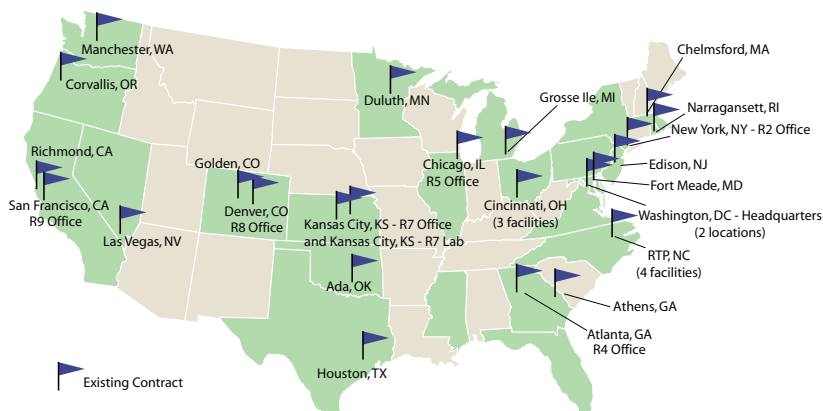 Manchester, WA
Corvallis, OR
Duluth, MN
Grosse Ile, MI
Chelmsford, MA
Narragansett, RI
New York, NY - R2 Office
Edison, NJ
Fort Meade, MD
Washington, DC - Headquarters
(2 locations)
Richmond, CA
San Francisco, CA
R9 Office
Las Vegas, NV
Golden, CO
Denver, CO
R8 Office
Chicago, IL
R5 Office
Kansas City, KS - R7 Office
and Kansas City, KS - R7 Lab
Cincinnati, OH
(3 facilities)
RTP, NC
(4 facilities)
Ada, OK
Athens, GA
Atlanta, GA
R4 Office
Houston, TX
Existing Contract